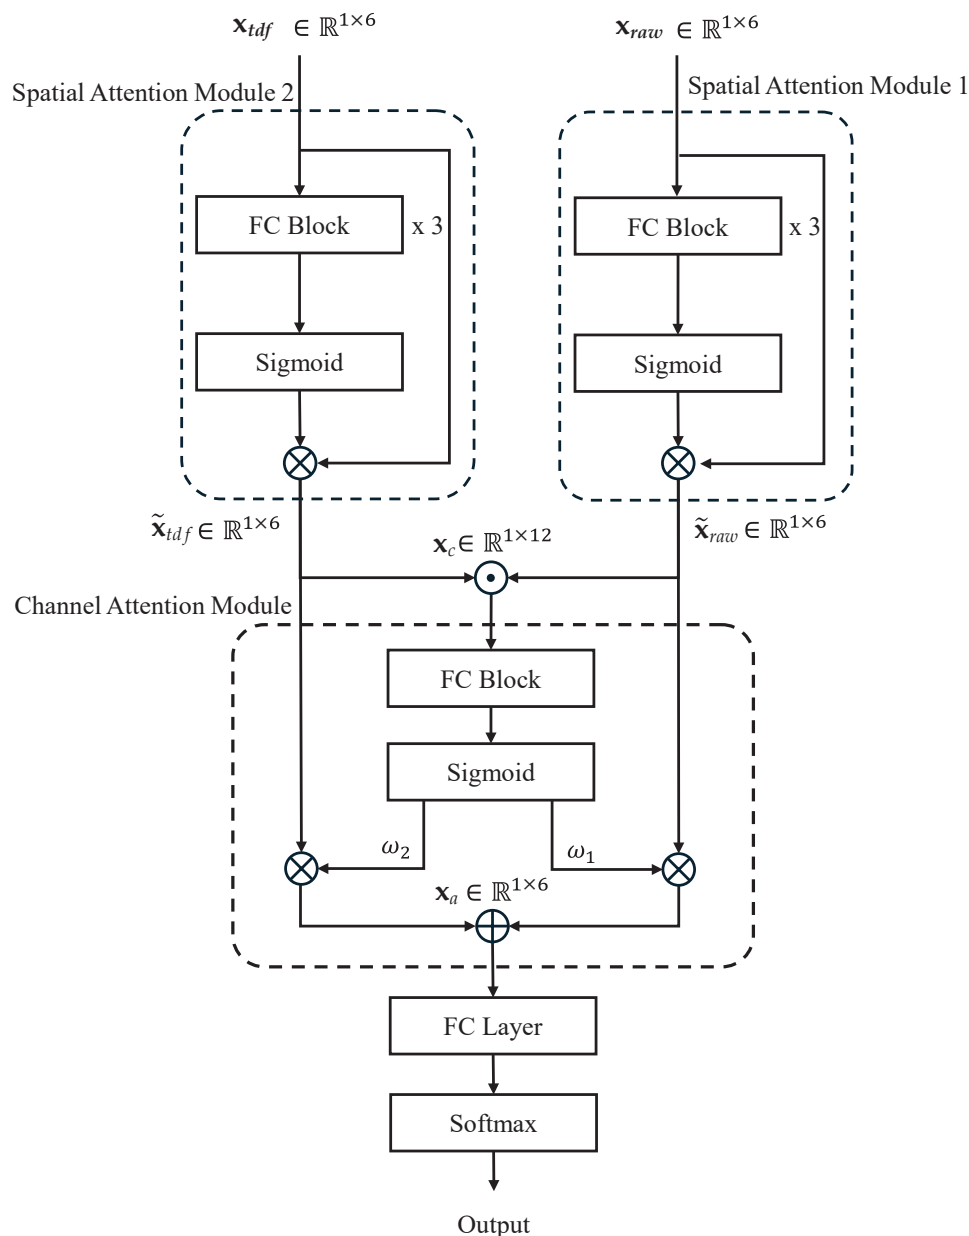 𝐱_tdf ∈ ℝ^{1×6}
𝐱_raw ∈ ℝ^{1×6}
Spatial Attention Module 2
Spatial Attention Module 1
FC Block
x 3
FC Block
x 3
Sigmoid
Sigmoid
x̃_tdf ∈ ℝ^{1×6}
x̃_raw ∈ ℝ^{1×6}
𝐱_c ∈ ℝ^{1×12}
Channel Attention Module
FC Block
Sigmoid
ω_2
ω_1
𝐱_a ∈ ℝ^{1×6}
FC Layer
Softmax
Output